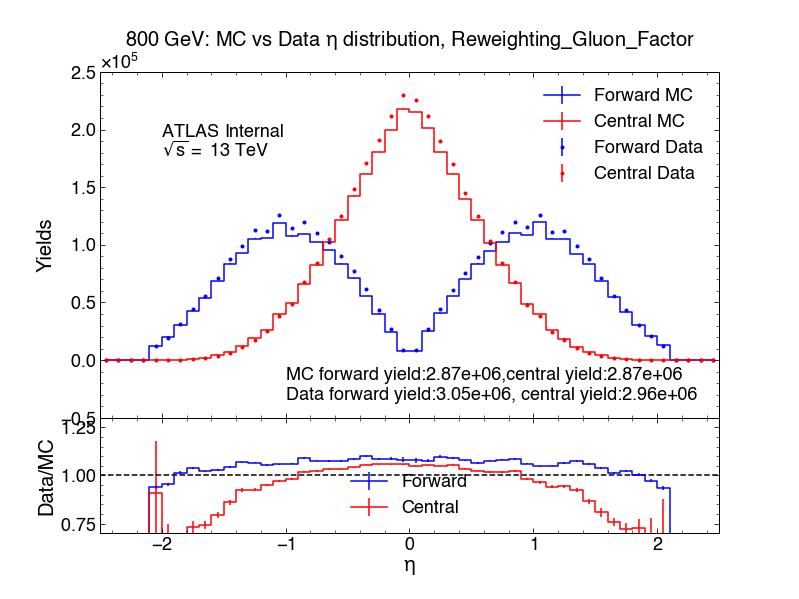 800 GeV: MC vs Data η distribution, Reweighting_Gluon_Factor
×10⁵
2.5
2.0
1.5
1.0
0.5
0.0
−0.5
Yields
ATLAS Internal
√s = 13 TeV
Forward MC
Central MC
Forward Data
Central Data
MC forward yield:2.87e+06,central yield:2.87e+06
Data forward yield:3.05e+06, central yield:2.96e+06
1.25
1.00
0.75
Data/MC
Forward
Central
−2 −1 0 1 2
η